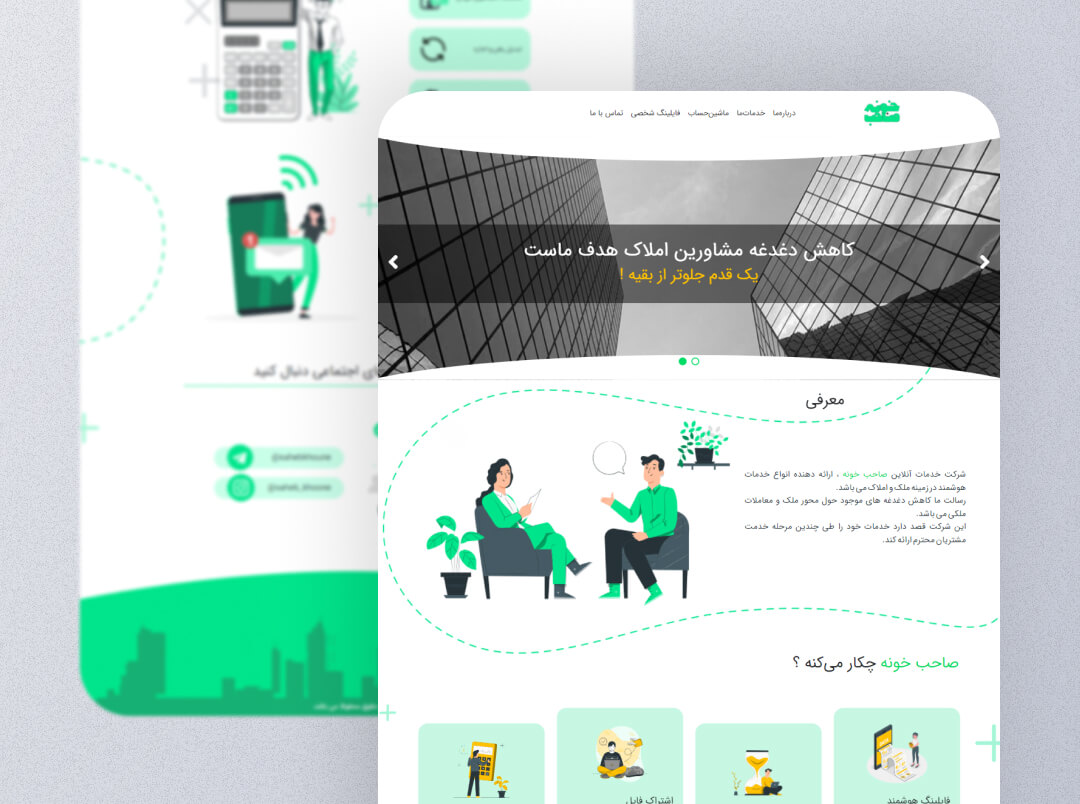 درباره‌ما خدمات‌ما ماشین‌حساب فایلینگ شخصی تماس با ما
کاهش دغدغه مشاورین املاک هدف ماست
یک قدم جلوتر از بقیه !
معرفی
شرکت خدمات آنلاین صاحب خونه ، ارائه دهنده انواع خدمات
هوشمند در زمینه ملک و املاک می باشد.
رسالت ما کاهش دغدغه های موجود حول محور ملک و معاملات
ملکی می باشد.
این شرکت قصد دارد خدمات خود را طی چندین مرحله خدمت
مشتریان محترم ارائه کند.
صاحب خونه چکار می‌کنه ؟
فایلینگ هوشمند
اشتراک فایل
ای اجتماعی دنبال کنید
@sahebkhoune
@saheb_khoone